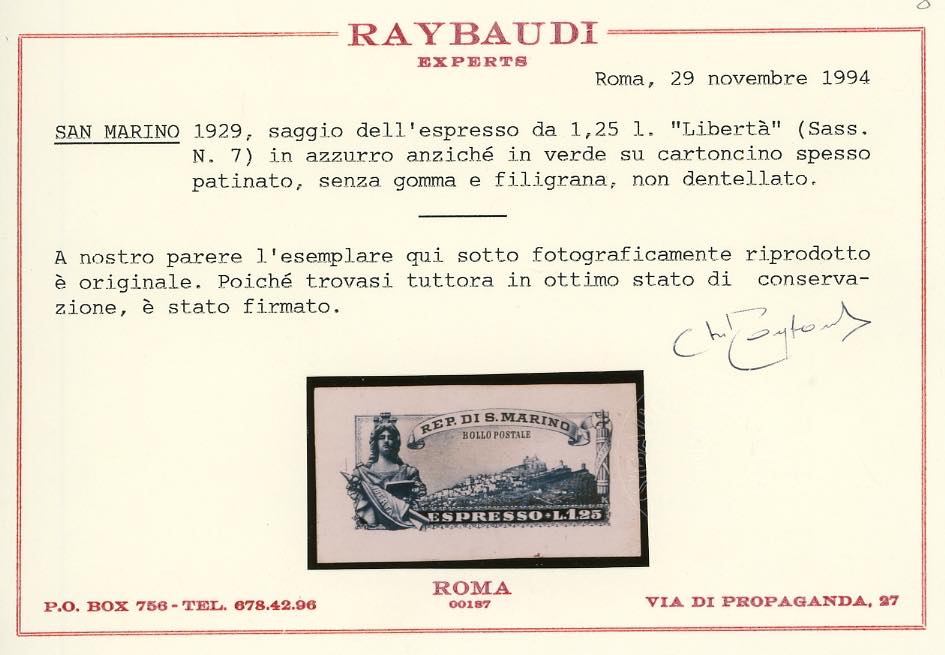 RAYBAUDI
EXPERTS
Roma, 29 novembre 1994
SAN MARINO 1929, saggio dell'espresso da 1,25 l. "Libertà" (Sass.
N. 7) in azzurro anziché in verde su cartoncino spesso
patinato, senza gomma e filigrana, non dentellato.
A nostro parere l'esemplare qui sotto fotograficamente riprodotto
è originale. Poiché trovasi tuttora in ottimo stato di conserva-
zione, è stato firmato.
REP. DI S. MARINO
BOLLO POSTALE
ESPRESSO·L.1,25
ROMA
00187
P.O. BOX 756 - TEL. 678.42.96
VIA DI PROPAGANDA, 27